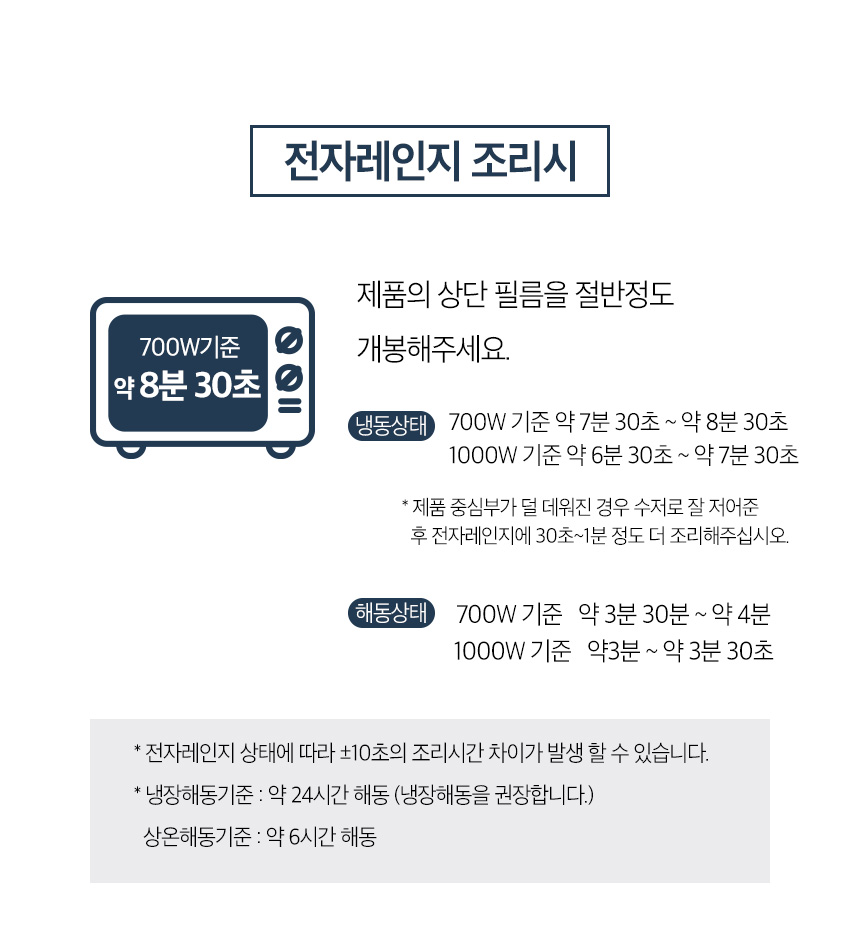 전자레인지 조리시
700W기준
약 8분 30초
제품의 상단 필름을 절반정도
개봉해주세요.
냉동상태 700W 기준 약 7분 30초 ~ 약 8분 30초
1000W 기준 약 6분 30초 ~ 약 7분 30초
* 제품 중심부가 덜 데워진 경우 수저로 잘 저어준
후 전자레인지에 30초~1분 정도 더 조리해주십시오.
해동상태 700W 기준 약 3분 30분 ~ 약 4분
1000W 기준 약3분 ~ 약 3분 30초
* 전자레인지 상태에 따라 ±10초의 조리시간 차이가 발생 할 수 있습니다.
* 냉장해동기준 : 약 24시간 해동 (냉장해동을 권장합니다.)
상온해동기준 : 약 6시간 해동